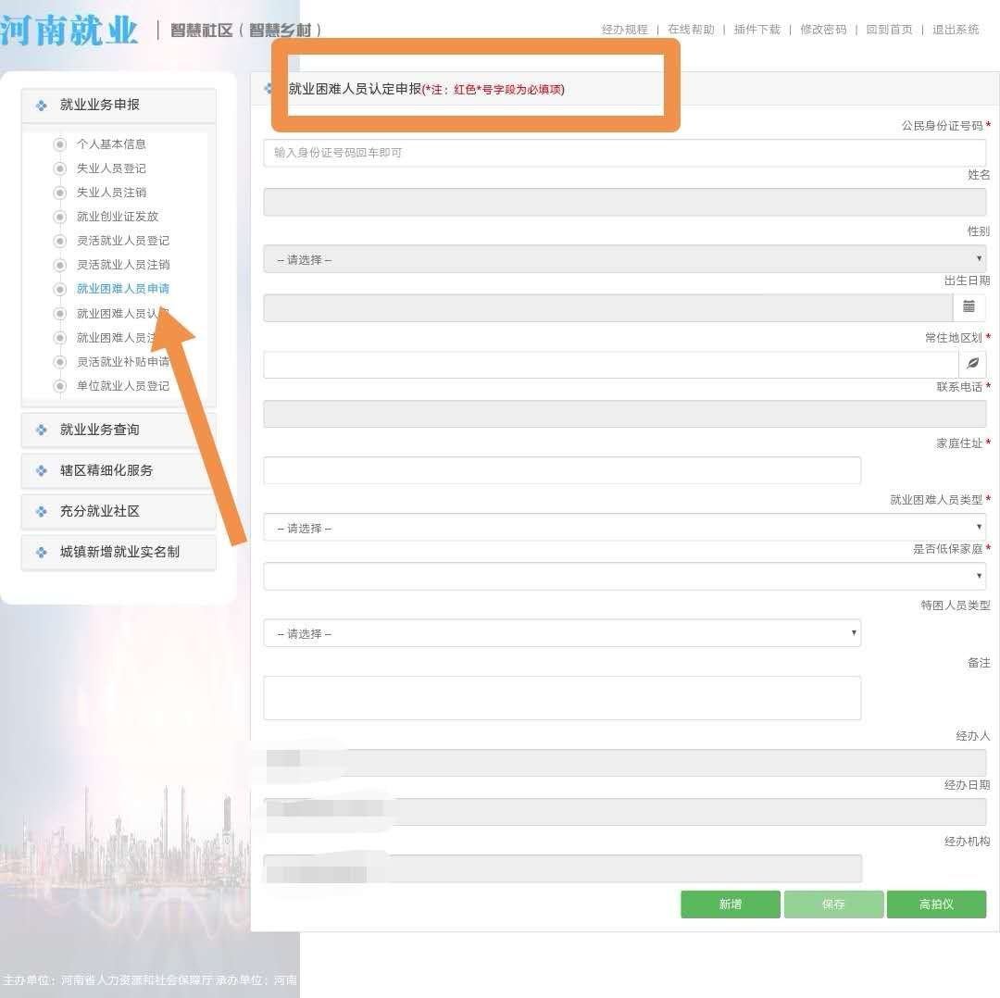 河南就业 | 智慧社区（智慧乡村）
经办规程 | 在线帮助 | 插件下载 | 修改密码 | 回到首页 | 退出系统
就业业务申报
个人基本信息
失业人员登记
失业人员注销
就业创业证发放
灵活就业人员登记
灵活就业人员注销
就业困难人员申请
就业困难人员认
就业困难人员注
灵活就业补贴申请
单位就业人员登记
就业业务查询
辖区精细化服务
充分就业社区
城镇新增就业实名制
就业困难人员认定申报(*注：红色*号字段为必填项)
公民身份证号码*
输入身份证号码回车即可
姓名
性别
-- 请选择 --
出生日期
常住地区划*
联系电话*
家庭住址*
就业困难人员类型*
-- 请选择 --
是否低保家庭*
特困人员类型
-- 请选择 --
备注
经办人
经办日期
经办机构
新增 保存 高拍仪
主办单位：河南省人力资源和社会保障厅 承办单位：河南